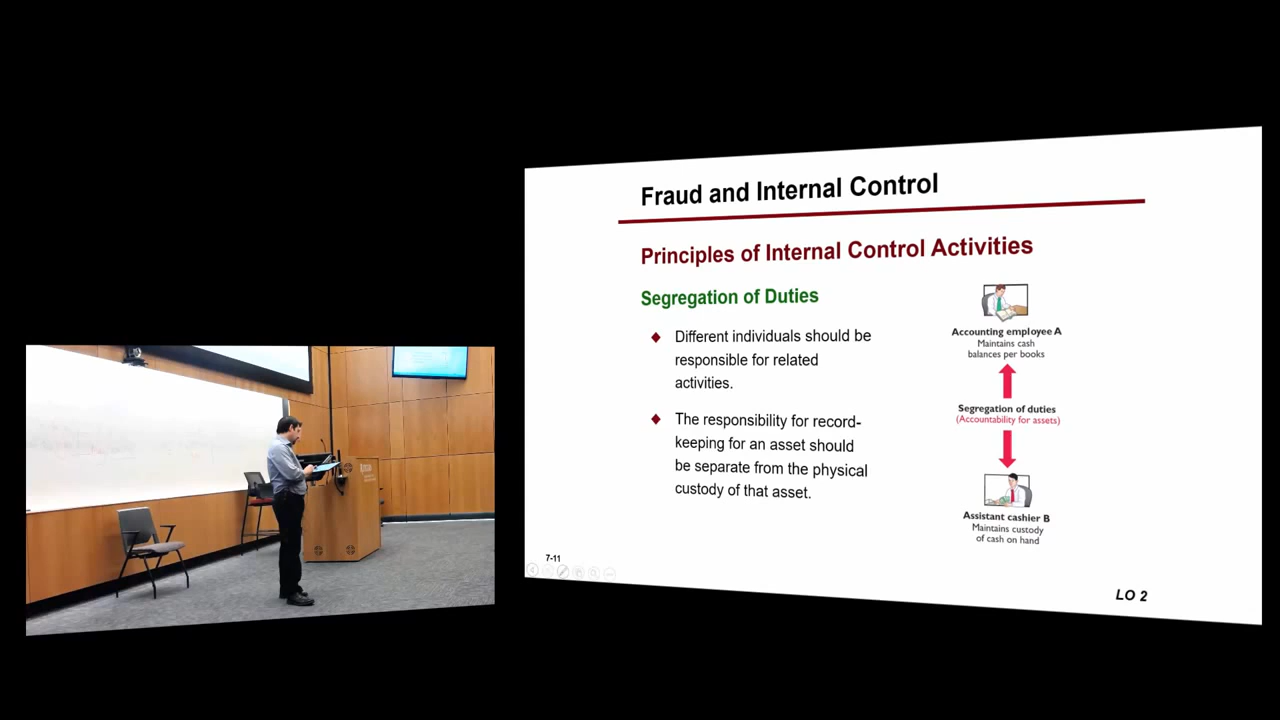 Fraud and Internal Control
Principles of Internal Control Activities
Segregation of Duties
Different individuals should be
responsible for related
activities.
The responsibility for record-
keeping for an asset should
be separate from the physical
custody of that asset.
Accounting employee A
Maintains cash
balances per books
Segregation of duties
(Accountability for assets)
Assistant cashier B
Maintains custody
of cash on hand
7-11
LO 2